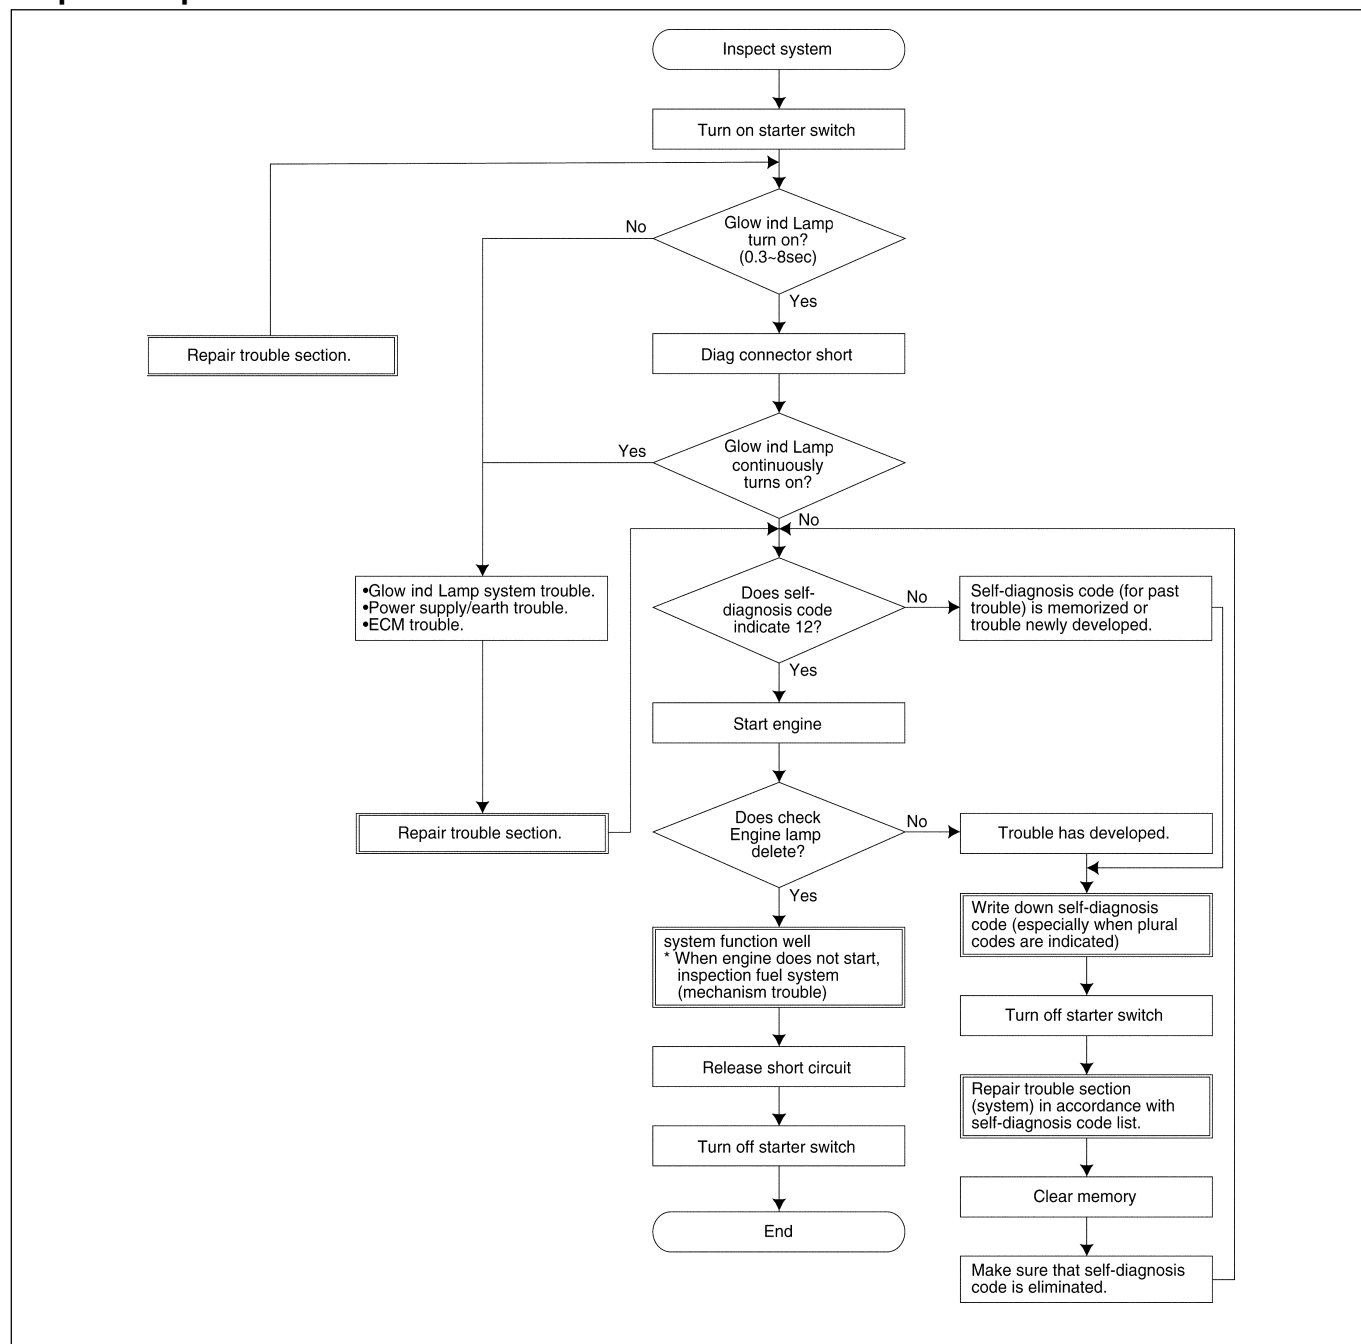 Inspect system
Turn on starter switch
No
Glow ind Lamp
turn on?
(0.3~8sec)
Yes
Repair trouble section.
Diag connector short
Yes
Glow ind Lamp
continuously
turns on?
No
•Glow ind Lamp system trouble.
•Power supply/earth trouble.
•ECM trouble.
Does self-
diagnosis code
indicate 12?
No
Self-diagnosis code (for past
trouble) is memorized or
trouble newly developed.
Yes
Start engine
Repair trouble section.
Does check
Engine lamp
delete?
No
Trouble has developed.
Yes
system function well
* When engine does not start,
inspection fuel system
(mechanism trouble)
Write down self-diagnosis
code (especially when plural
codes are indicated)
Turn off starter switch
Release short circuit
Repair trouble section
(system) in accordance with
self-diagnosis code list.
Turn off starter switch
Clear memory
End
Make sure that self-diagnosis
code is eliminated.